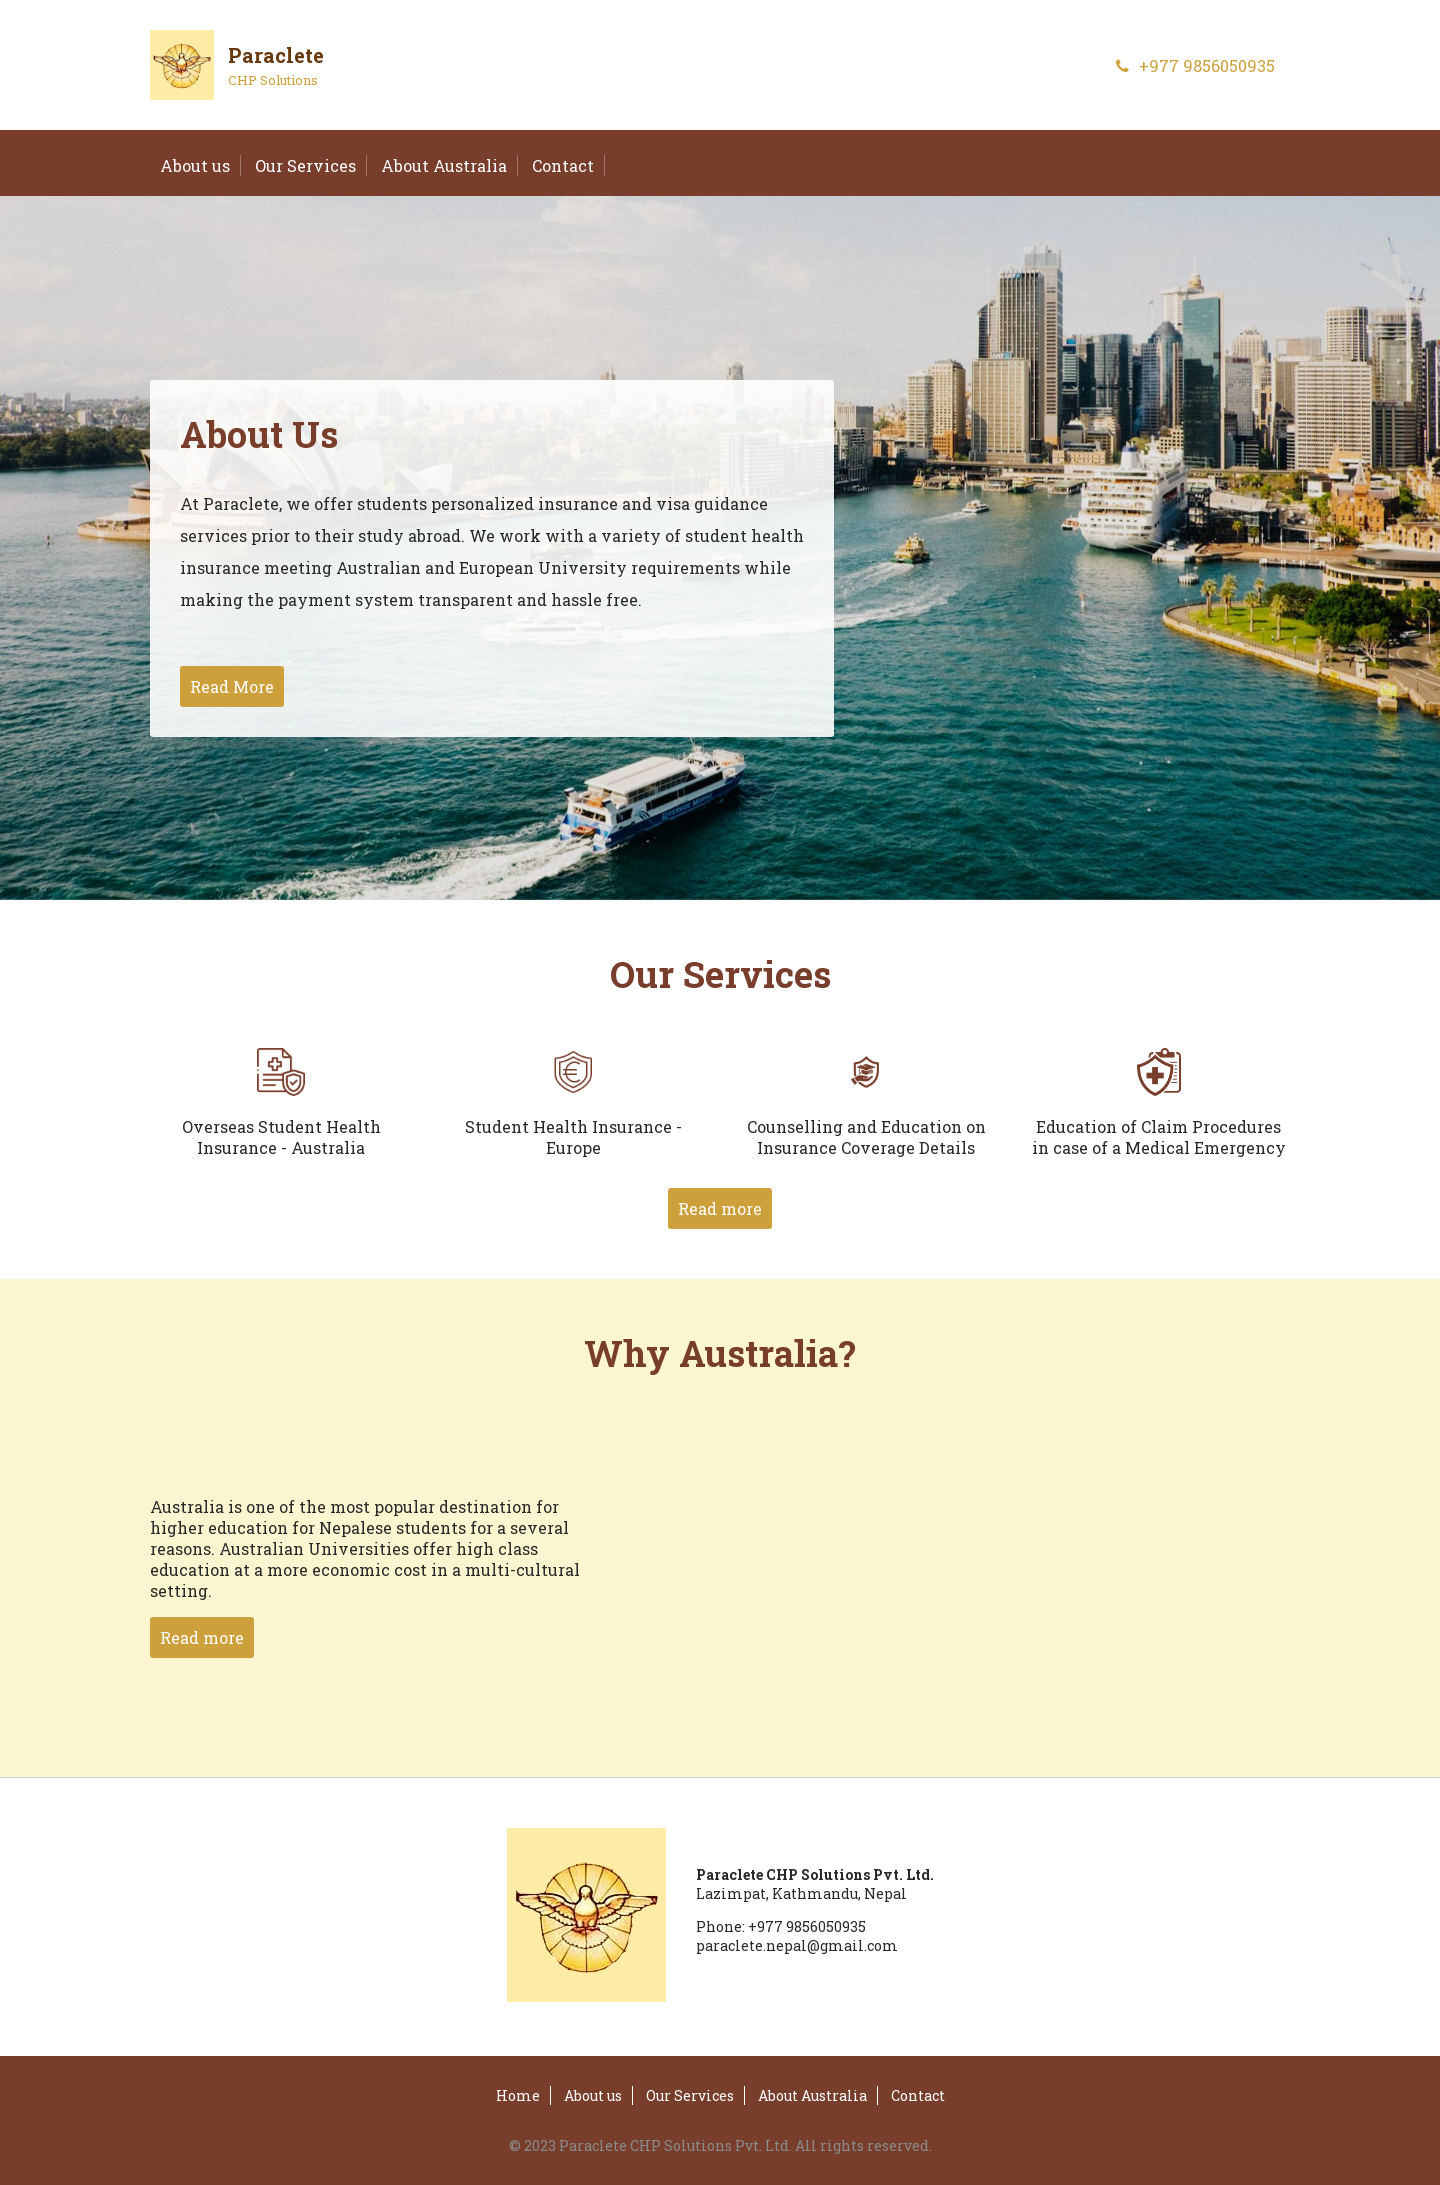 Paraclete
CHP Solutions
+977 9856050935
About us
Our Services
About Australia
Contact
About Us
At Paraclete, we offer students personalized insurance and visa guidance
services prior to their study abroad. We work with a variety of student health
insurance meeting Australian and European University requirements while
making the payment system transparent and hassle free.
Read More
RIVERSIDE MARINE
Our Services
Overseas Student Health
Insurance - Australia
Student Health Insurance -
Europe
Counselling and Education on
Insurance Coverage Details
Education of Claim Procedures
in case of a Medical Emergency
Read more
Why Australia?
Australia is one of the most popular destination for
higher education for Nepalese students for a several
reasons. Australian Universities offer high class
education at a more economic cost in a multi-cultural
setting.
Read more
Paraclete CHP Solutions Pvt. Ltd.
Lazimpat, Kathmandu, Nepal
Phone: +977 9856050935
paraclete.nepal@gmail.com
Home
About us
Our Services
About Australia
Contact
© 2023 Paraclete CHP Solutions Pvt. Ltd. All rights reserved.